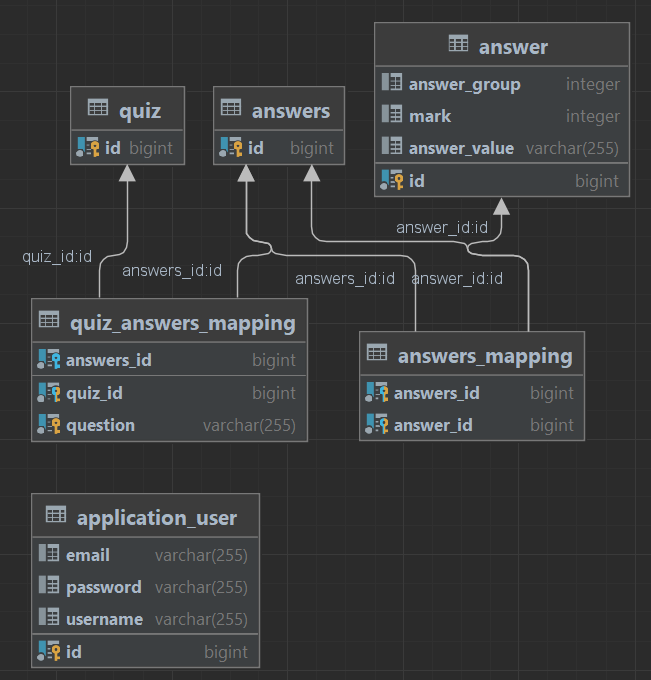 answer
answer_group integer
mark integer
answer_value varchar(255)
id bigint
quiz
id bigint
answers
id bigint
answer_id:id
quiz_id:id
answers_id:id
answers_id:id
answer_id:id
quiz_answers_mapping
answers_id bigint
quiz_id bigint
question varchar(255)
answers_mapping
answers_id bigint
answer_id bigint
application_user
email varchar(255)
password varchar(255)
username varchar(255)
id bigint